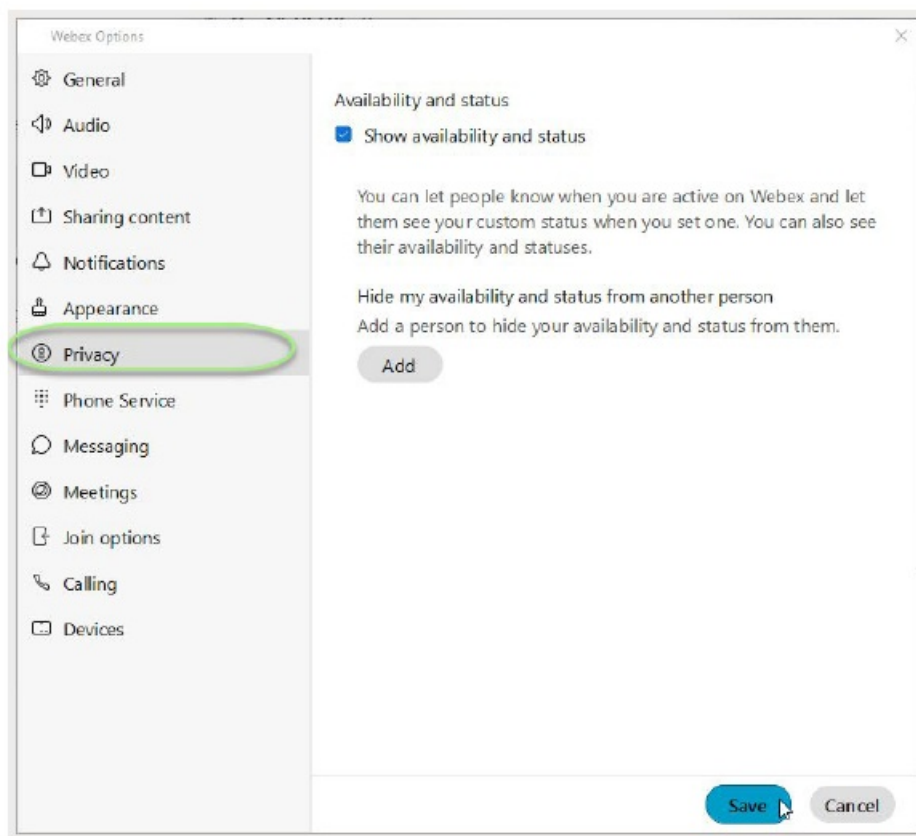 Webex Options
General
Audio
Video
Sharing content
Notifications
Appearance
Privacy
Phone Service
Messaging
Meetings
Join options
Calling
Devices
Availability and status
Show availability and status
You can let people know when you are active on Webex and let
them see your custom status when you set one. You can also see
their availability and statuses.
Hide my availability and status from another person
Add a person to hide your availability and status from them.
Add
Save
Cancel